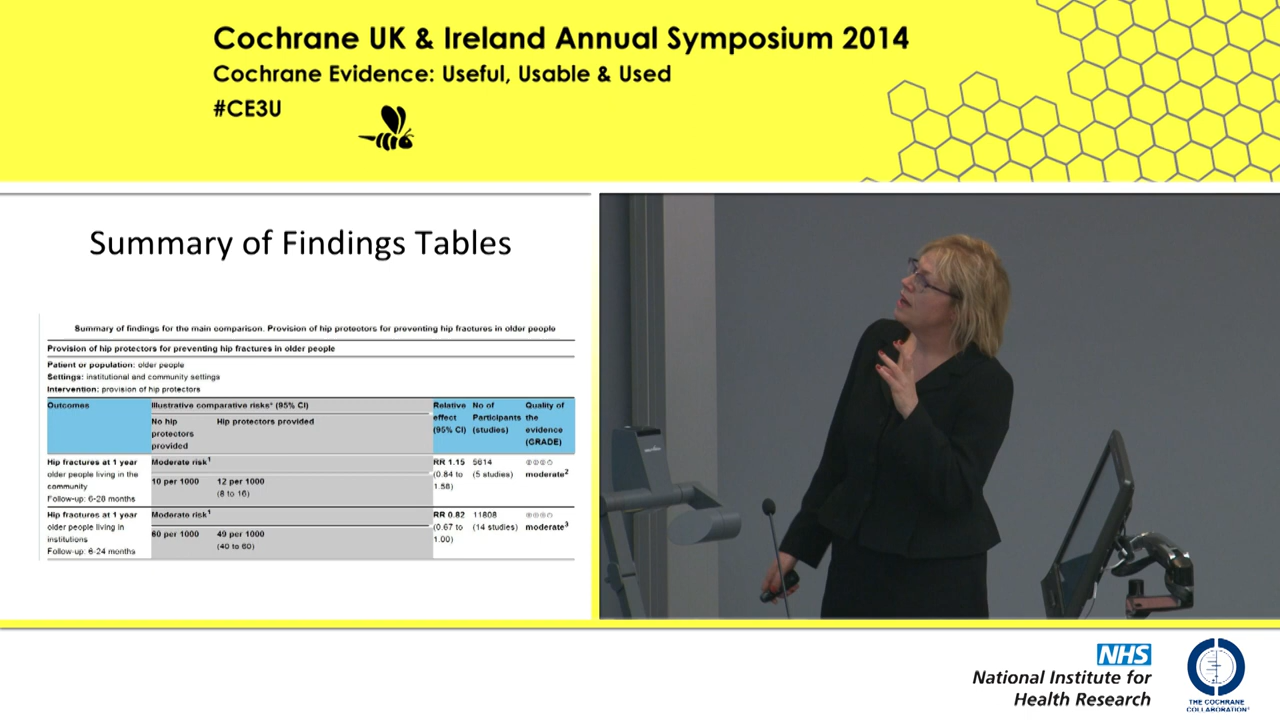 Cochrane UK & Ireland Annual Symposium 2014
Cochrane Evidence: Useful, Usable & Used
#CE3U
Summary of Findings Tables
Summary of findings for the main comparison. Provision of hip protectors for preventing hip fractures in older people
Provision of hip protectors for preventing hip fractures in older people
Patient or population: older people
Settings: institutional and community settings
Intervention: provision of hip protectors
Outcomes
Illustrative comparative risks* (95% CI)
No hip
protectors
provided
Hip protectors provided
Relative
effect
(95% CI)
No of
Participants
(studies)
Quality of
the
evidence
(GRADE)
Hip fractures at 1 year
older people living in the
community
Follow-up: 6-28 months
Moderate risk1
10 per 1000
12 per 1000
(8 to 16)
RR 1.15
(0.84 to
1.58)
5614
(5 studies)
moderate2
Hip fractures at 1 year
older people living in
institutions
Follow-up: 6-24 months
Moderate risk1
60 per 1000
49 per 1000
(40 to 60)
RR 0.82
(0.67 to
1.00)
11808
(14 studies)
moderate3
NHS
National Institute for
Health Research
THE COCHRANE
COLLABORATION®